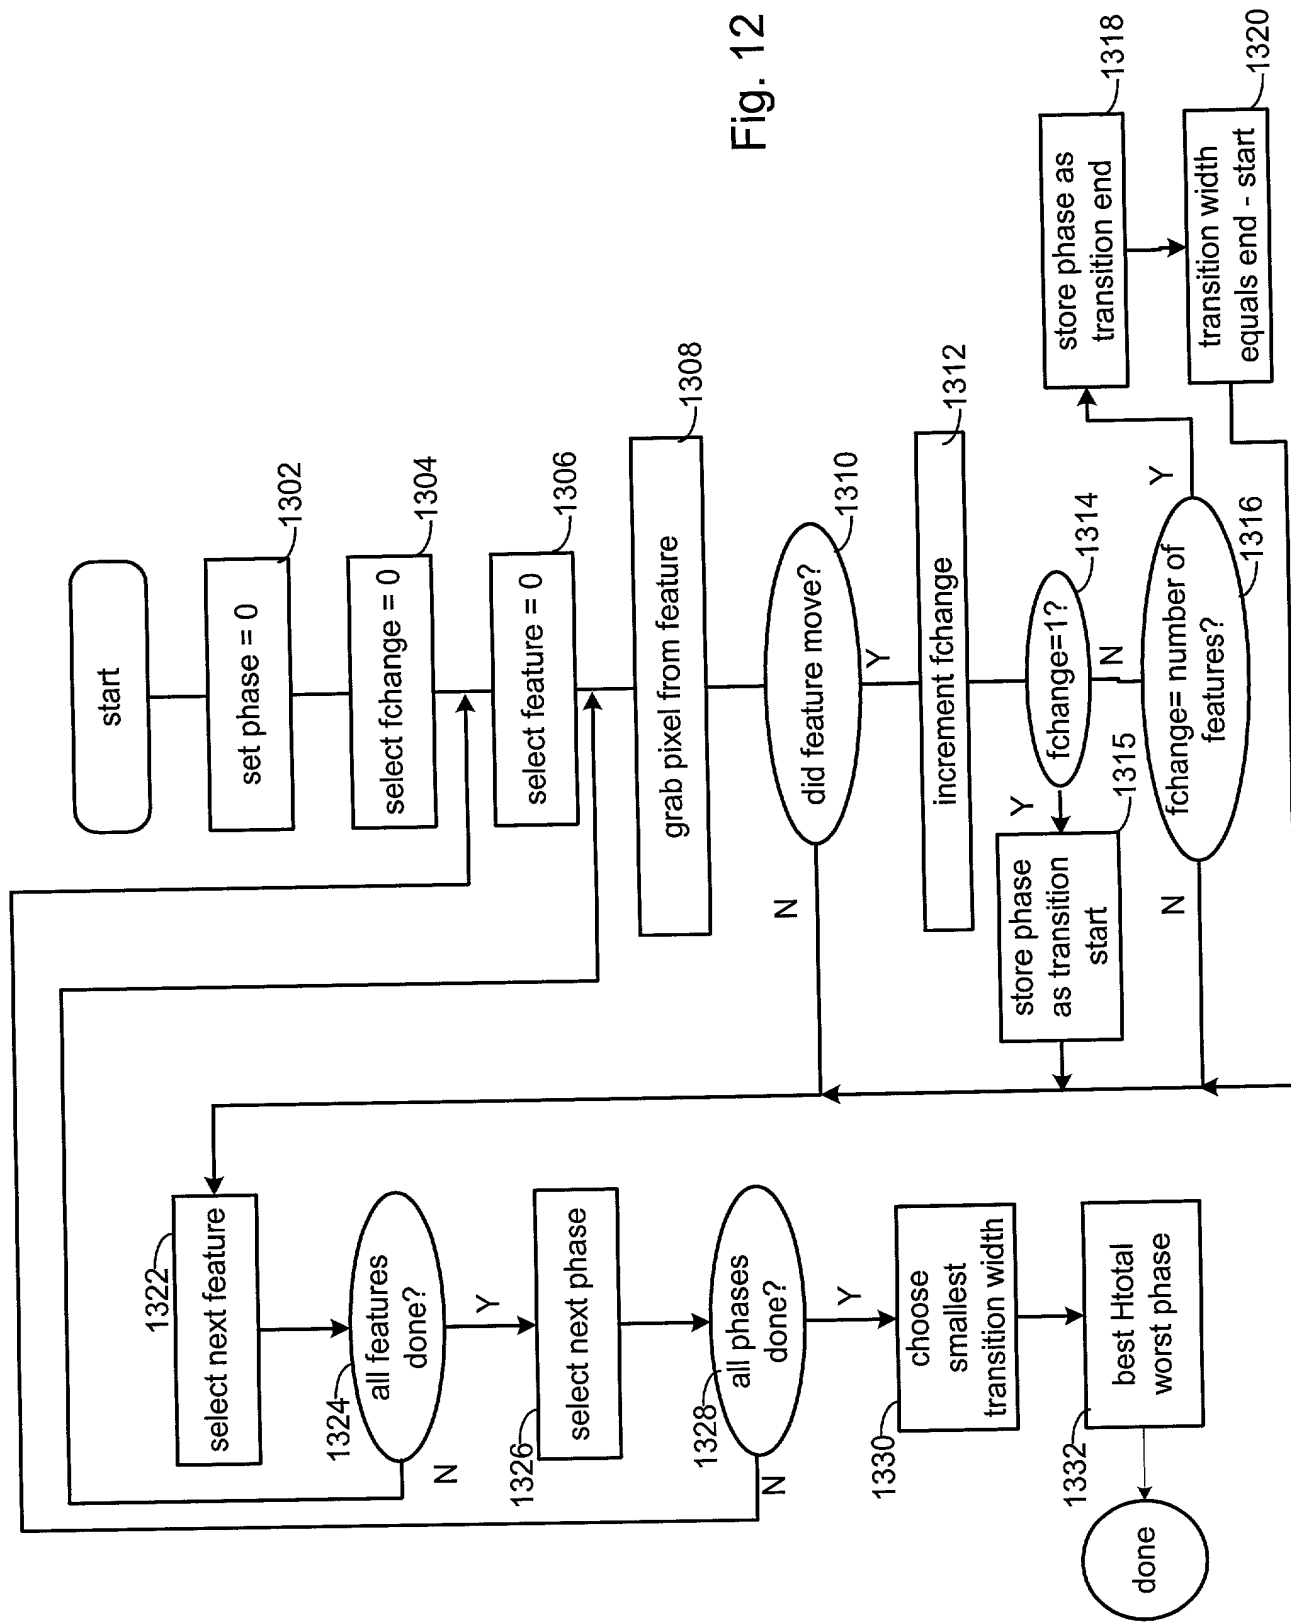 Fig. 12
start
set phase = 0
1302
select fchange = 0
1304
select feature = 0
1306
grab pixel from feature
1308
did feature move?
1310
N
Y
increment fchange
1312
fchange=1?
1314
Y
N
store phase
as transition
start
1315
fchange= number of
features?
1316
N
Y
store phase as
transition end
1318
transition width
equals end - start
1320
select next feature
1322
all features
done?
1324
N
Y
select next phase
1326
all phases
done?
1328
N
Y
choose
smallest
transition width
1330
best Htotal
worst phase
1332
done